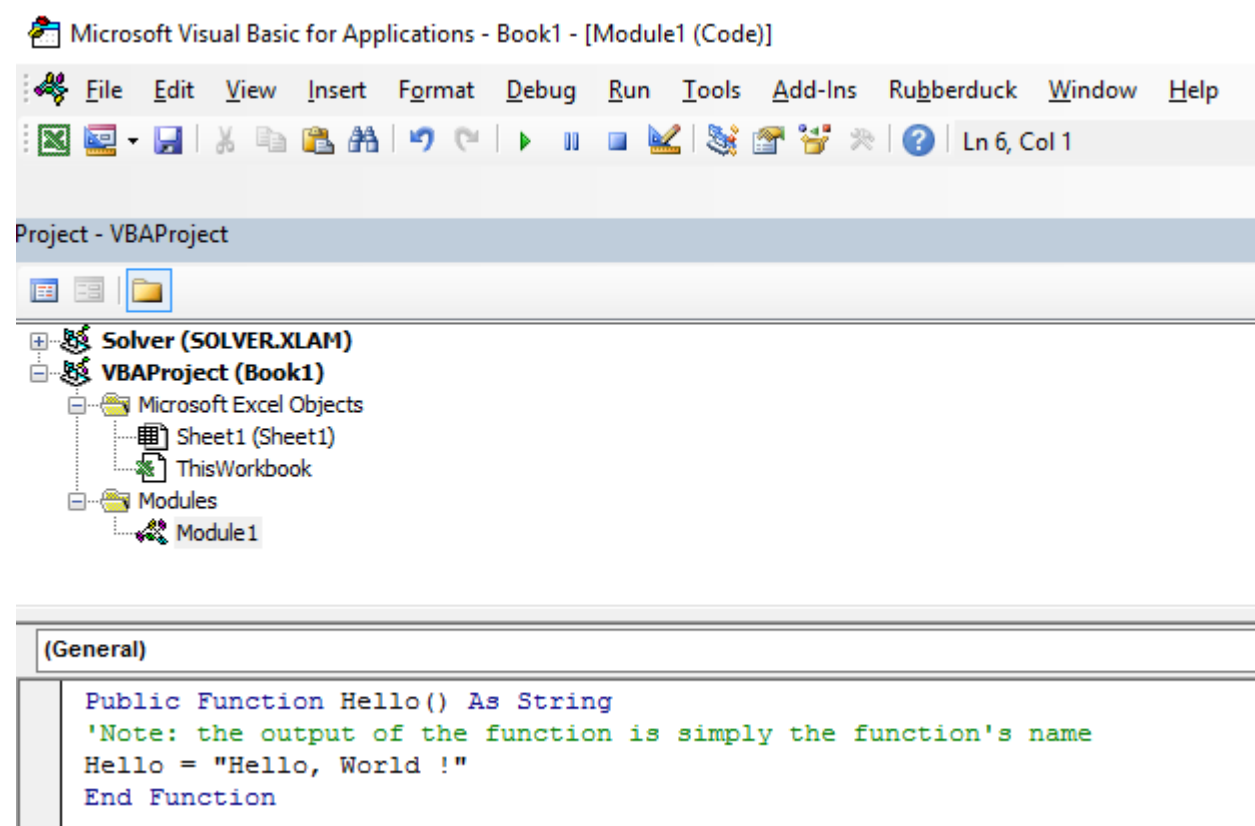 Microsoft Visual Basic for Applications - Book1 - [Module1 (Code)]
File Edit View Insert Format Debug Run Tools Add-Ins Rubberduck Window Help
Ln 6, Col 1
Project - VBAProject
Solver (SOLVER.XLAM)
VBAProject (Book1)
Microsoft Excel Objects
Sheet1 (Sheet1)
ThisWorkbook
Modules
Module1
(General)
Public Function Hello() As String
'Note: the output of the function is simply the function's name
Hello = "Hello, World !"
End Function